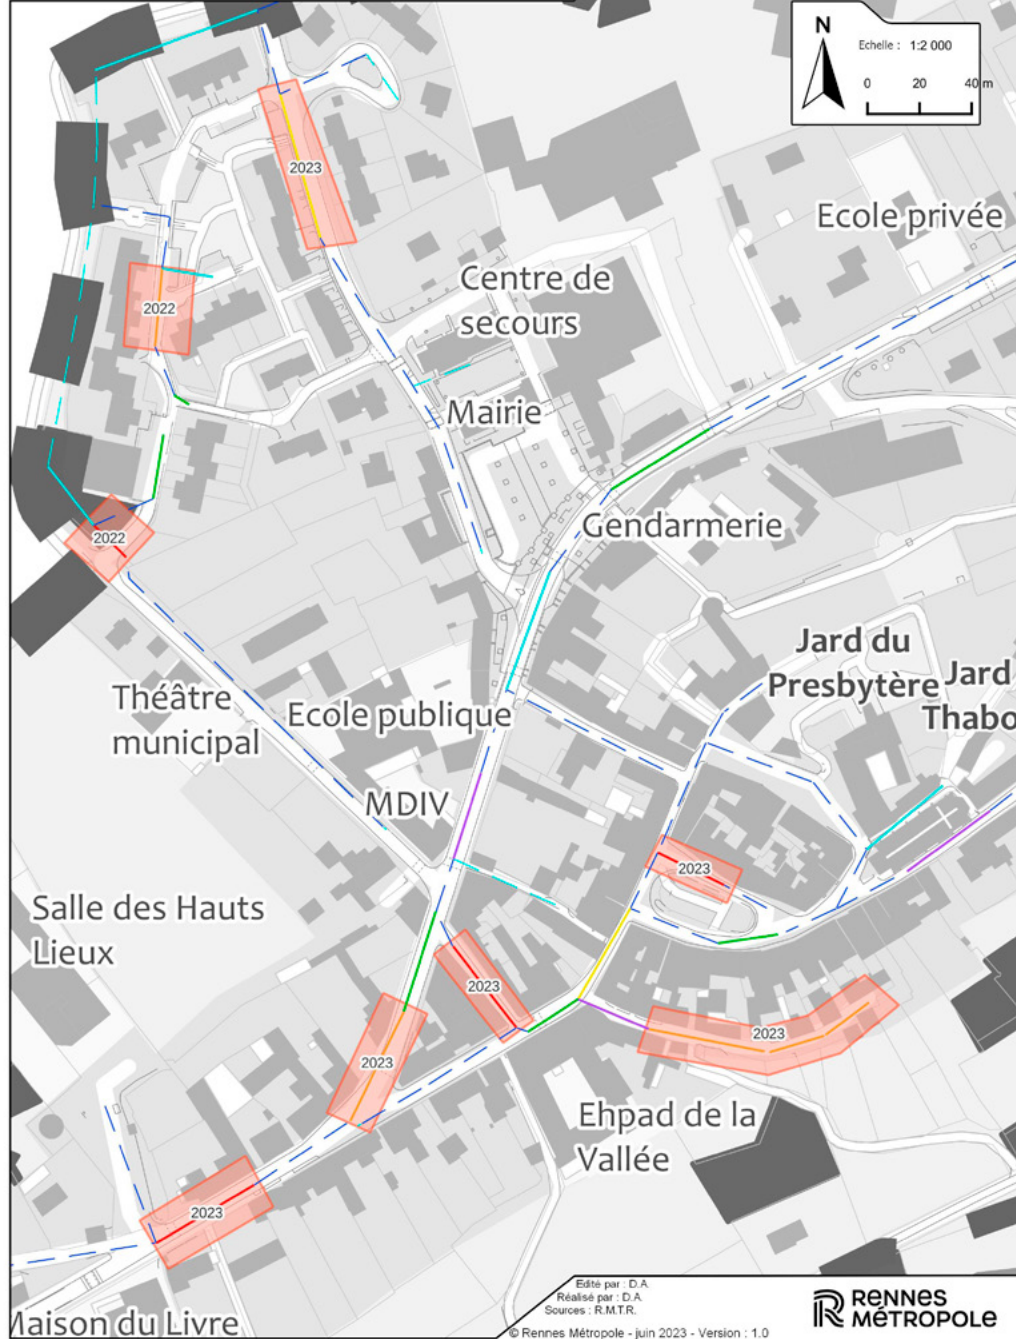 N
Echelle : 1:2 000
0 20 40 m
2023
Ecole privée
Centre de
secours
2022
Mairie
Gendarmerie
2022
Jard du
Presbytère
Jard
Thabo
Théâtre
municipal
Ecole publique
MDIV
2023
Salle des Hauts
Lieux
2023
2023
2023
Ehpad de la
Vallée
2023
Maison du Livre
Edité par : D.A.
Réalisé par : D.A.
Sources : R.M.T.R.
© Rennes Métropole - juin 2023 - Version : 1.0
RENNES
MÉTROPOLE